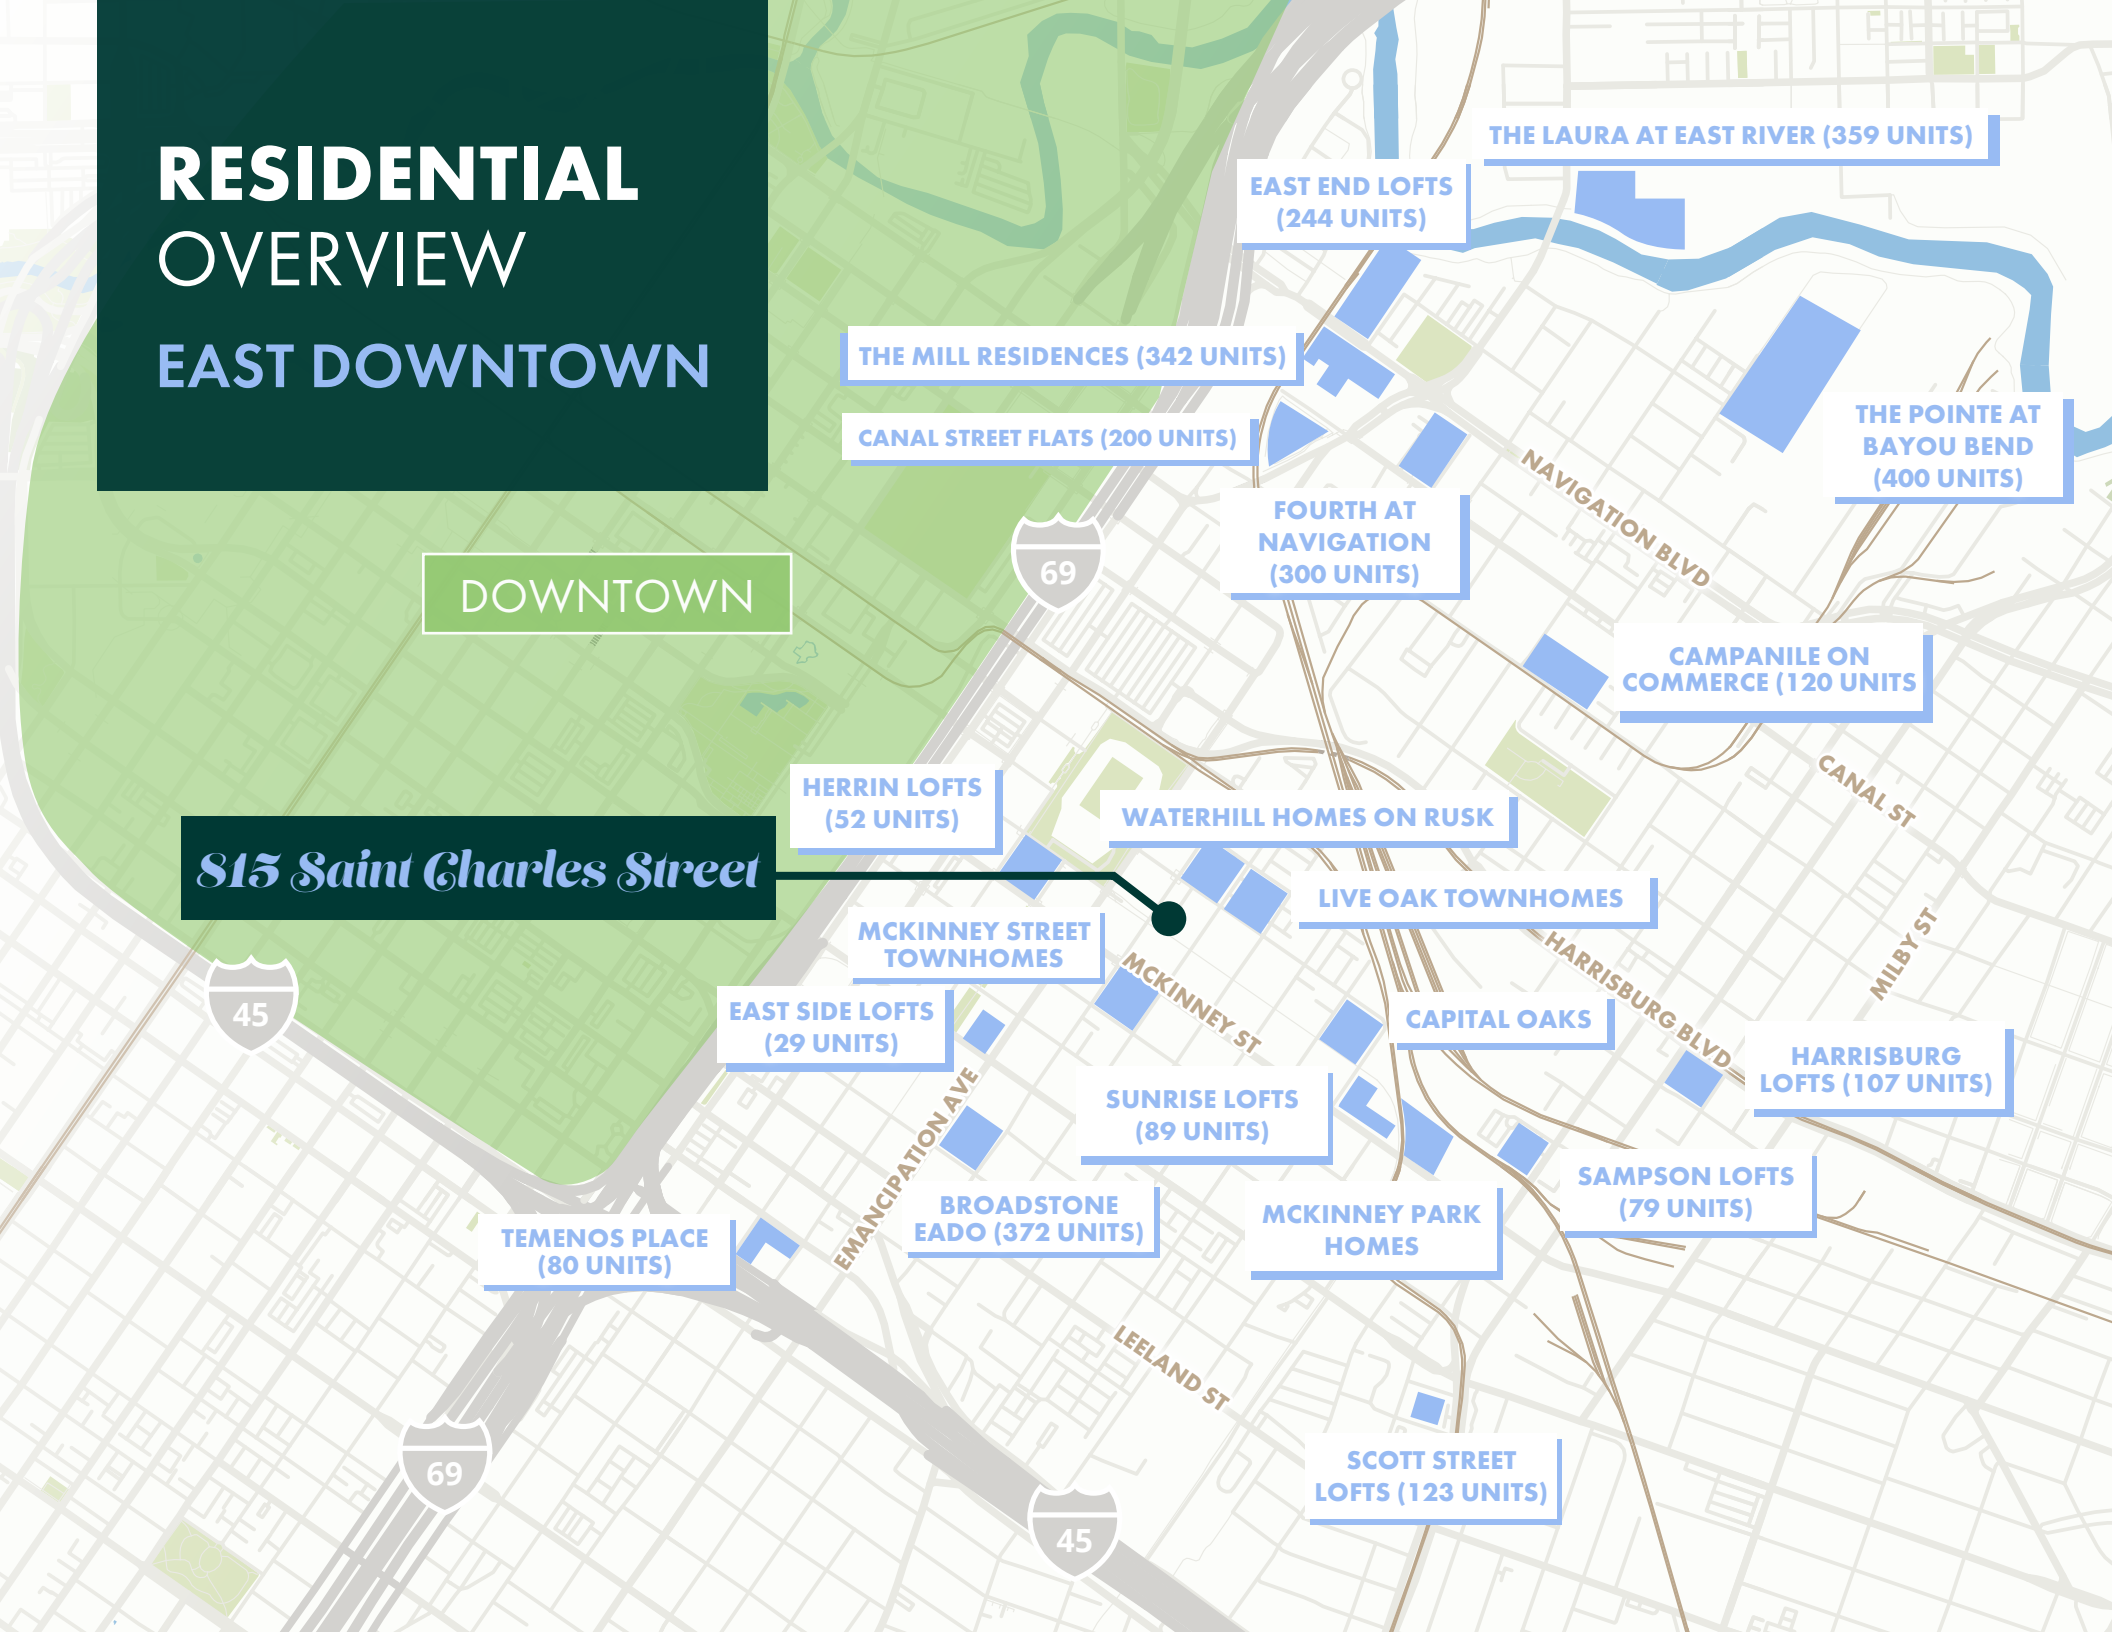 RESIDENTIAL
OVERVIEW
EAST DOWNTOWN
THE LAURA AT EAST RIVER (359 UNITS)
EAST END LOFTS
(244 UNITS)
THE MILL RESIDENCES (342 UNITS)
CANAL STREET FLATS (200 UNITS)
THE POINTE AT
BAYOU BEND
(400 UNITS)
NAVIGATION BLVD
FOURTH AT
NAVIGATION
(300 UNITS)
69
DOWNTOWN
CAMPANILE ON
COMMERCE (120 UNITS
CANAL ST
HERRIN LOFTS
(52 UNITS)
WATERHILL HOMES ON RUSK
815 Saint Charles Street
LIVE OAK TOWNHOMES
MCKINNEY STREET
TOWNHOMES
MCKINNEY ST
HARRISBURG BLVD
MILBY ST
45
EAST SIDE LOFTS
(29 UNITS)
CAPITAL OAKS
HARRISBURG
LOFTS (107 UNITS)
EMANCIPATION AVE
SUNRISE LOFTS
(89 UNITS)
SAMPSON LOFTS
(79 UNITS)
BROADSTONE
EADO (372 UNITS)
MCKINNEY PARK
HOMES
TEMENOS PLACE
(80 UNITS)
LEELAND ST
SCOTT STREET
LOFTS (123 UNITS)
69
45